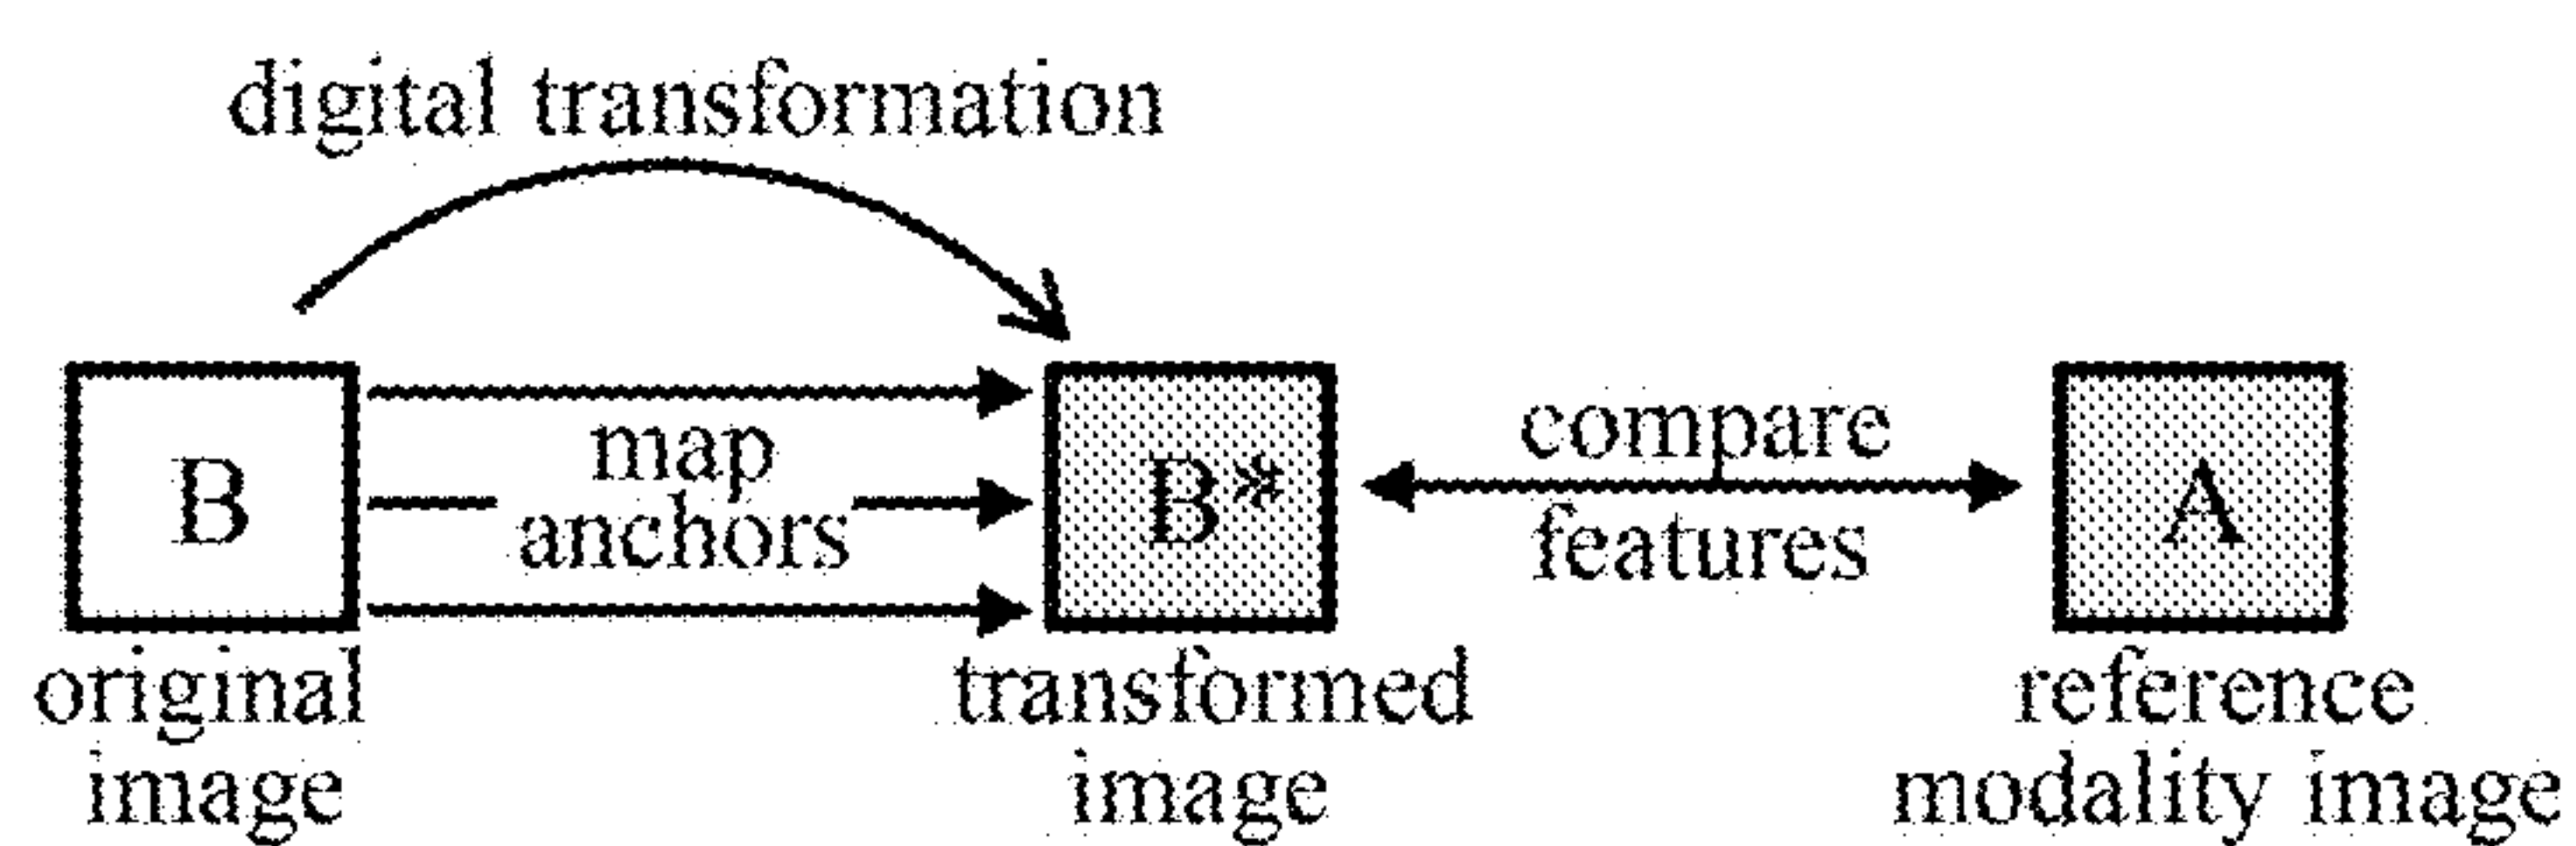 digital transformation
map
anchors
compare
features
B
B*
A
original
image
transformed
image
reference
modality image